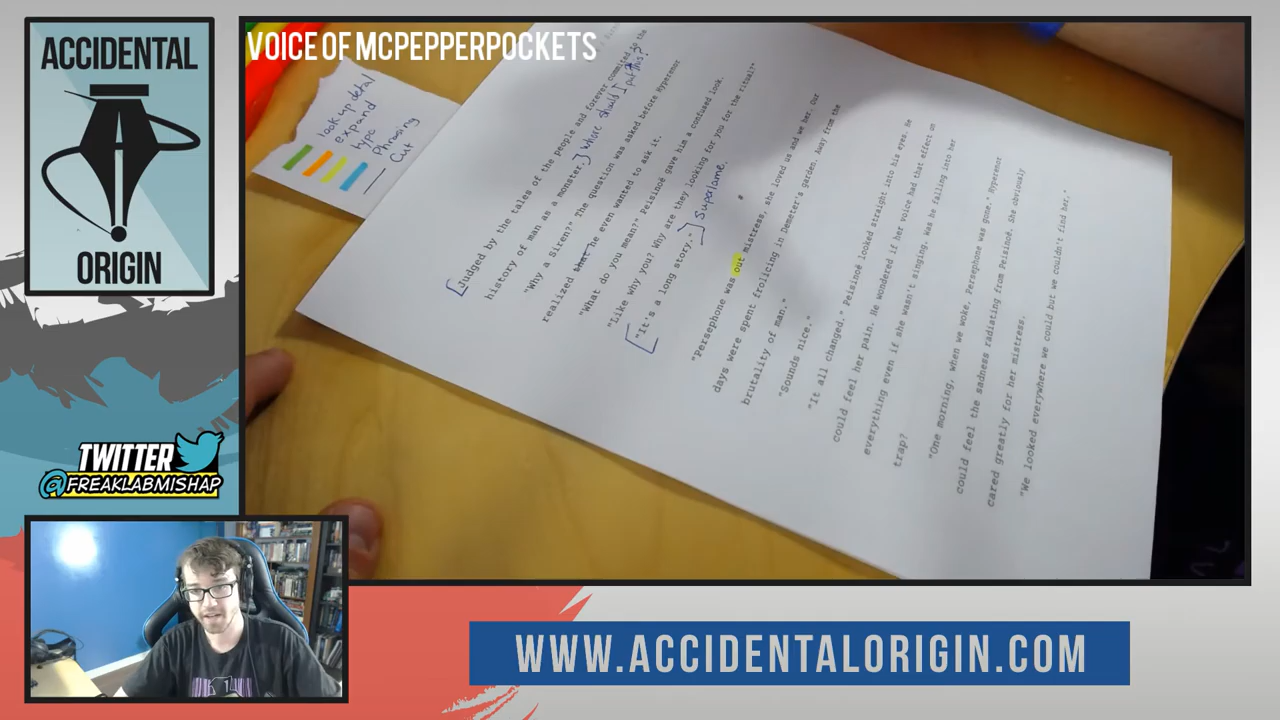 ACCIDENTAL
ORIGIN
VOICE OF MCPEPPERPOCKETS
look up detail
expand
typo
Phrasing
Cut
[Judged by the tales of the people and forever commited to the
history of man as a monster.] Where should I put this?
"Why a Siren?" The question was asked before Hyperenor
realized that he even wanted to ask it.
"What do you mean?" Peisinoë gave him a confused look.
"Like why you? Why are they looking for you for the ritual?"
["It's a long story."] Superlame.
"Persephone was out mistress, she loved us and we her. Our
days were spent frolicing in Demeter's garden. Away from the
brutality of man."
"Sounds nice."
"It all changed." Peisinoë looked straight into his eyes. He
could feel her pain. He wondered if her voice had that effect on
everything even if she wasn't singing, was he falling into her
trap?
"One morning, when we woke, Persephone was gone," Hyperenor
could feel the sadness radiating from Peisinoë. She obviously
cared greatly for her mistress.
"We looked everywhere we could but we couldn't find her."
TWITTER
@FREAKLABMISHAP
WWW.ACCIDENTALORIGIN.COM